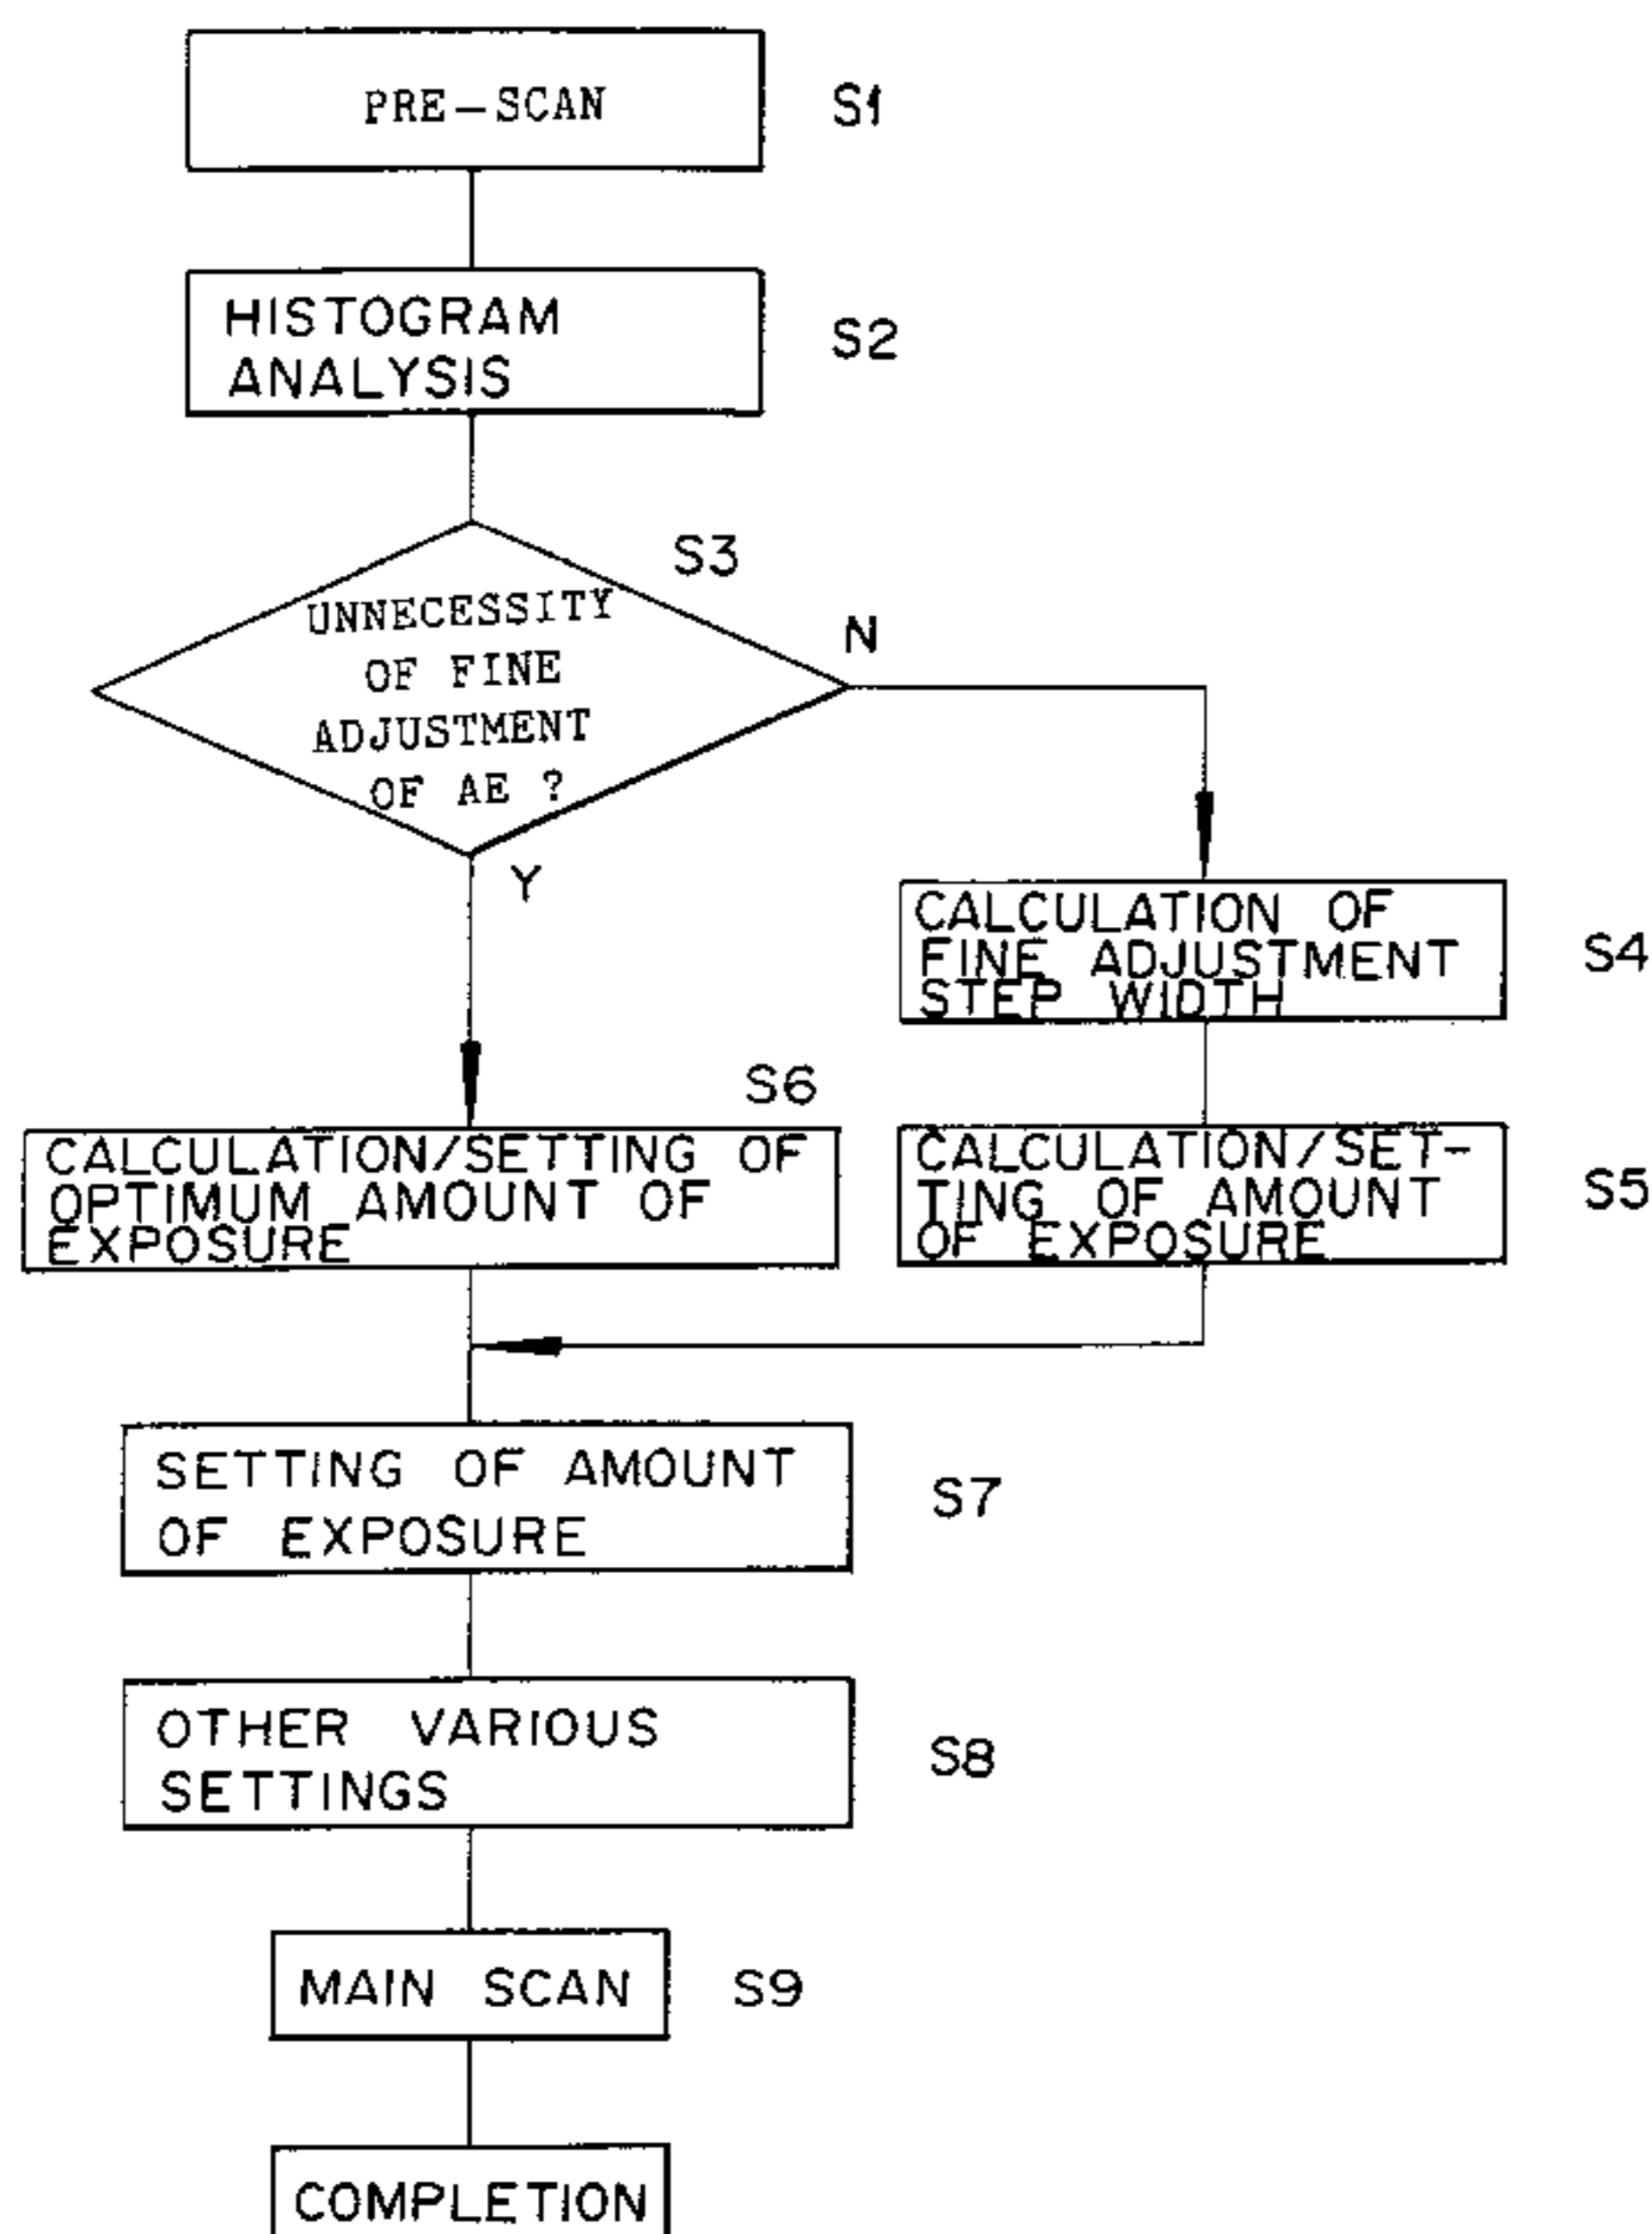 PRE-SCAN
S1
HISTOGRAM
ANALYSIS
S2
S3
UNNECESSITY
OF FINE
ADJUSTMENT
OF AE ?
N
Y
CALCULATION OF
FINE ADJUSTMENT
STEP WIDTH
S4
S6
CALCULATION/SETTING OF
OPTIMUM AMOUNT OF
EXPOSURE
CALCULATION/SET-
TING OF AMOUNT
OF EXPOSURE
S5
SETTING OF AMOUNT
OF EXPOSURE
S7
OTHER VARIOUS
SETTINGS
S8
MAIN SCAN
S9
COMPLETION